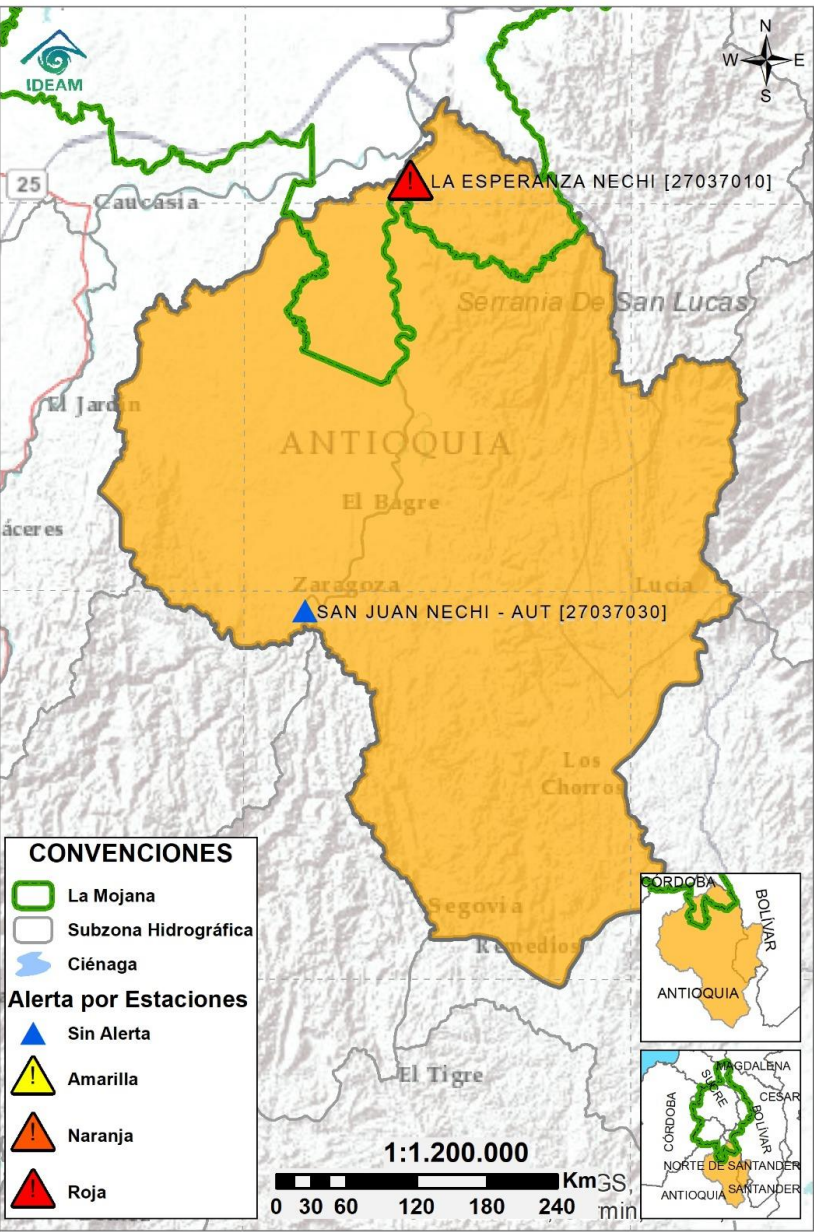 IDEAM
N
W E
S
25
LA ESPERANZA NECHI [27037010]
Caucasia
Serrania De San Lucas
El Jardin
ANTIOQUIA
El Bagre
áceres
Zaragoza
Lucia
SAN JUAN NECHI - AUT [27037030]
Los
Chorros
Segovia
Remedios
El Tigre
CONVENCIONES
La Mojana
Subzona Hidrográfica
Ciénaga
Alerta por Estaciones
Sin Alerta
Amarilla
Naranja
Roja
1:1.200.000
Km
0 30 60 120 180 240
GS,
min
CÓRDOBA
BOLÍVAR
ANTIOQUIA
MAGDALENA
SUCRE
CESAR
CÓRDOBA
BOLÍVAR
NORTE DE SANTANDER
ANTIOQUIA
SANTANDER